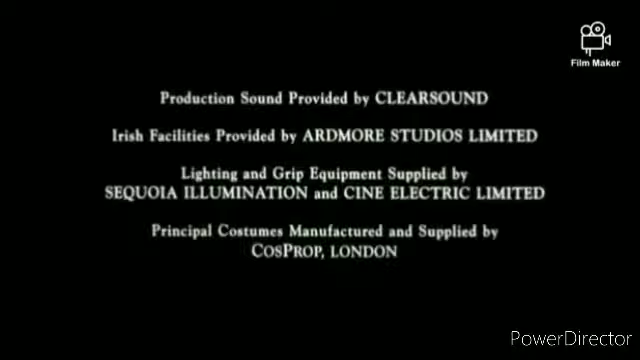 Film Maker
Production Sound Provided by CLEARSOUND
Irish Facilities Provided by ARDMORE STUDIOS LIMITED
Lighting and Grip Equipment Supplied by
SEQUOIA ILLUMINATION and CINE ELECTRIC LIMITED
Principal Costumes Manufactured and Supplied by
COSPROP, LONDON
PowerDirector